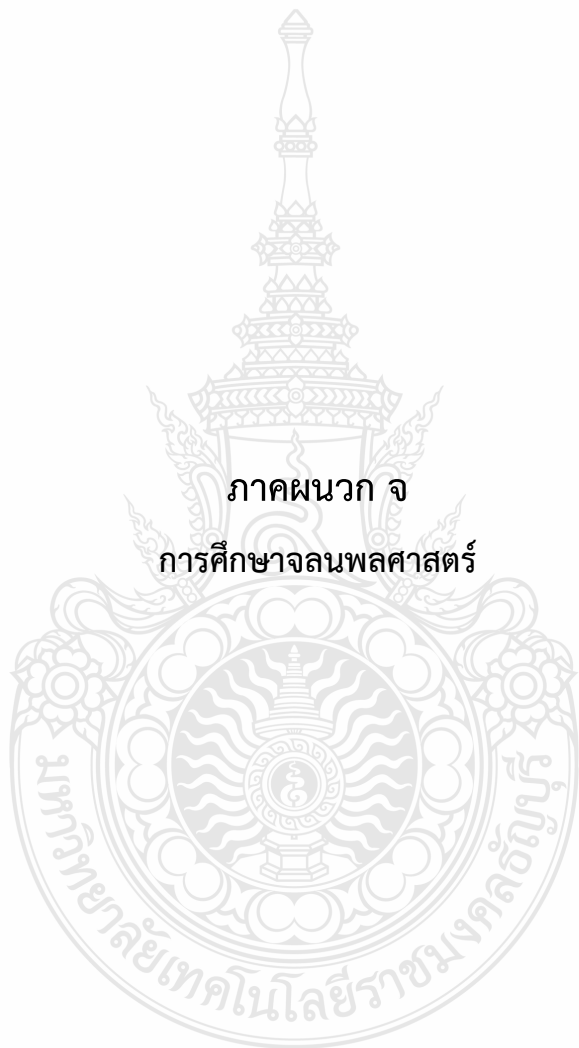 ภาคผนวก จ
การศึกษาจลนพลศาสตร์
มหาวิทยาลัยเทคโนโลยีราชมงคลธัญบุรี